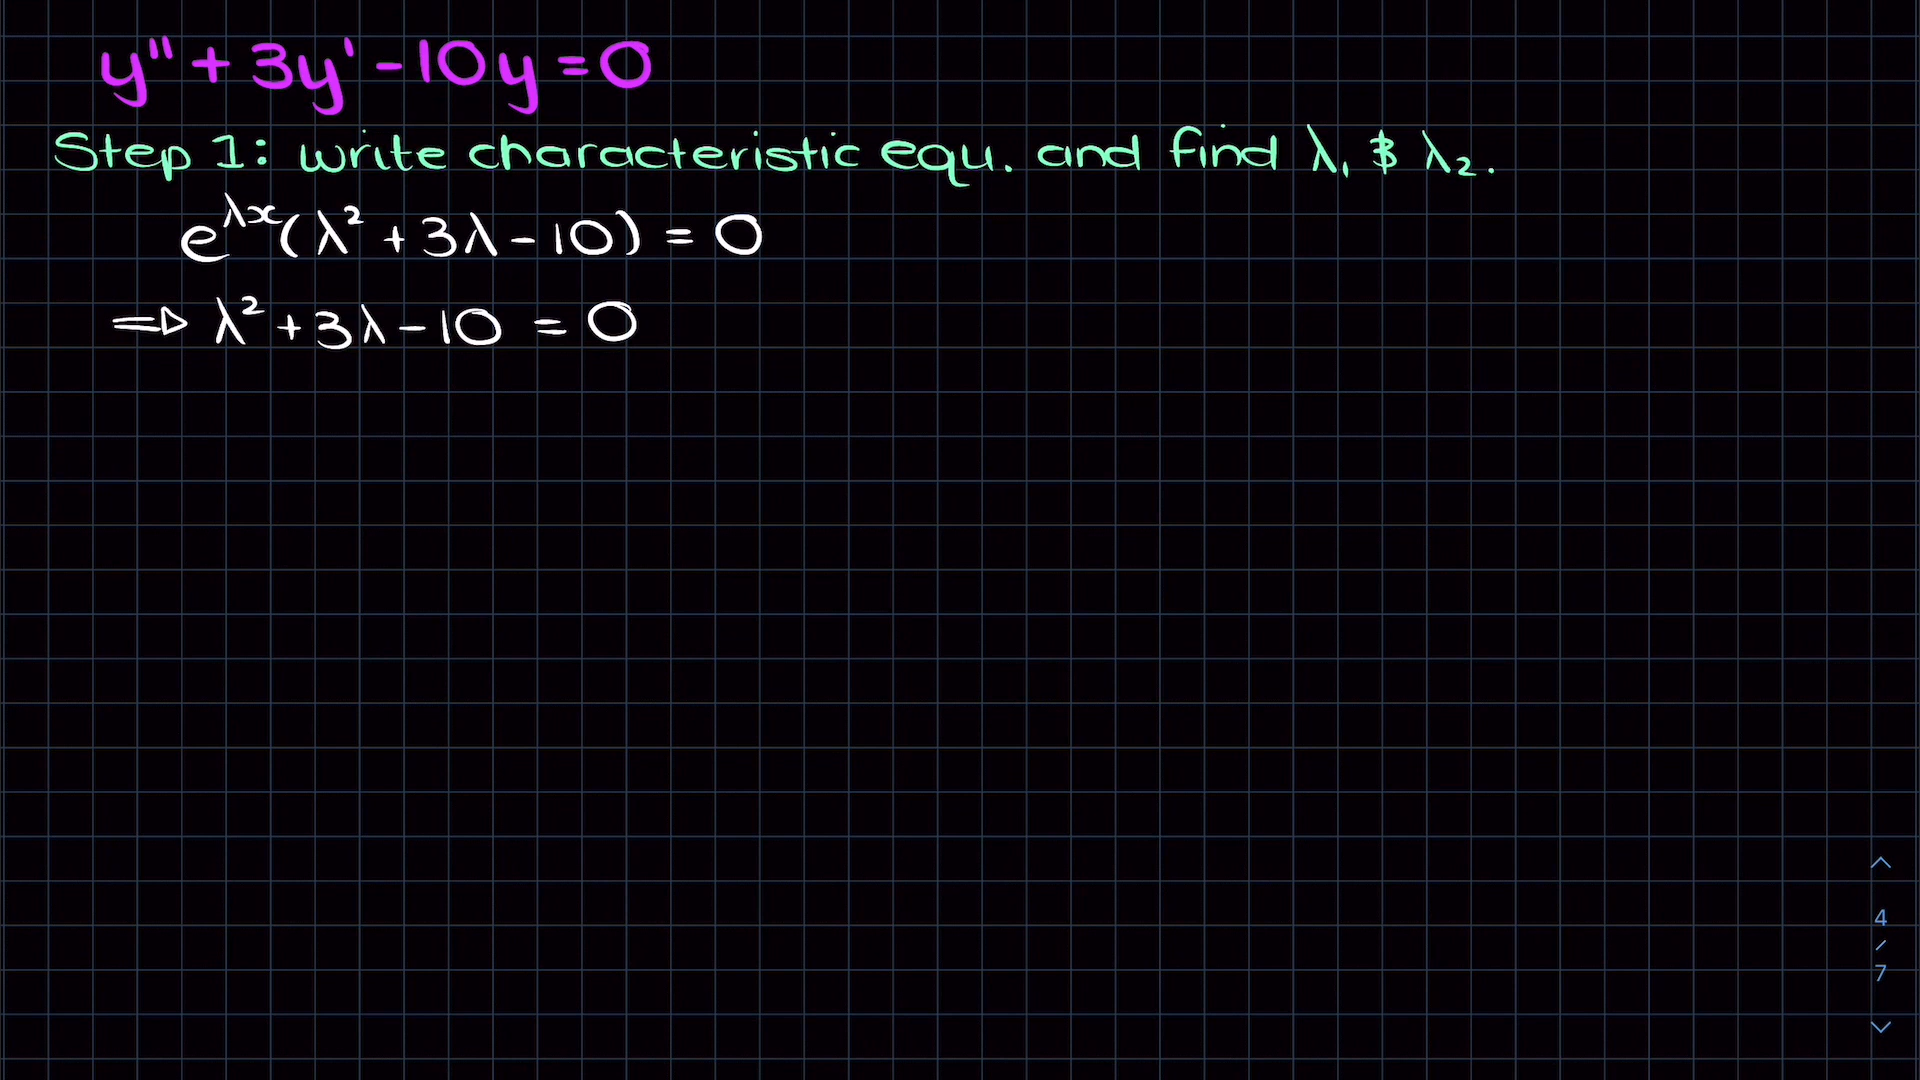 y" + 3y' - 10y = 0
Step 1: write characteristic equ. and find λ₁ & λ₂.
e^λx(λ² + 3λ - 10) = 0
⇒ λ² + 3λ - 10 = 0
4
/
7